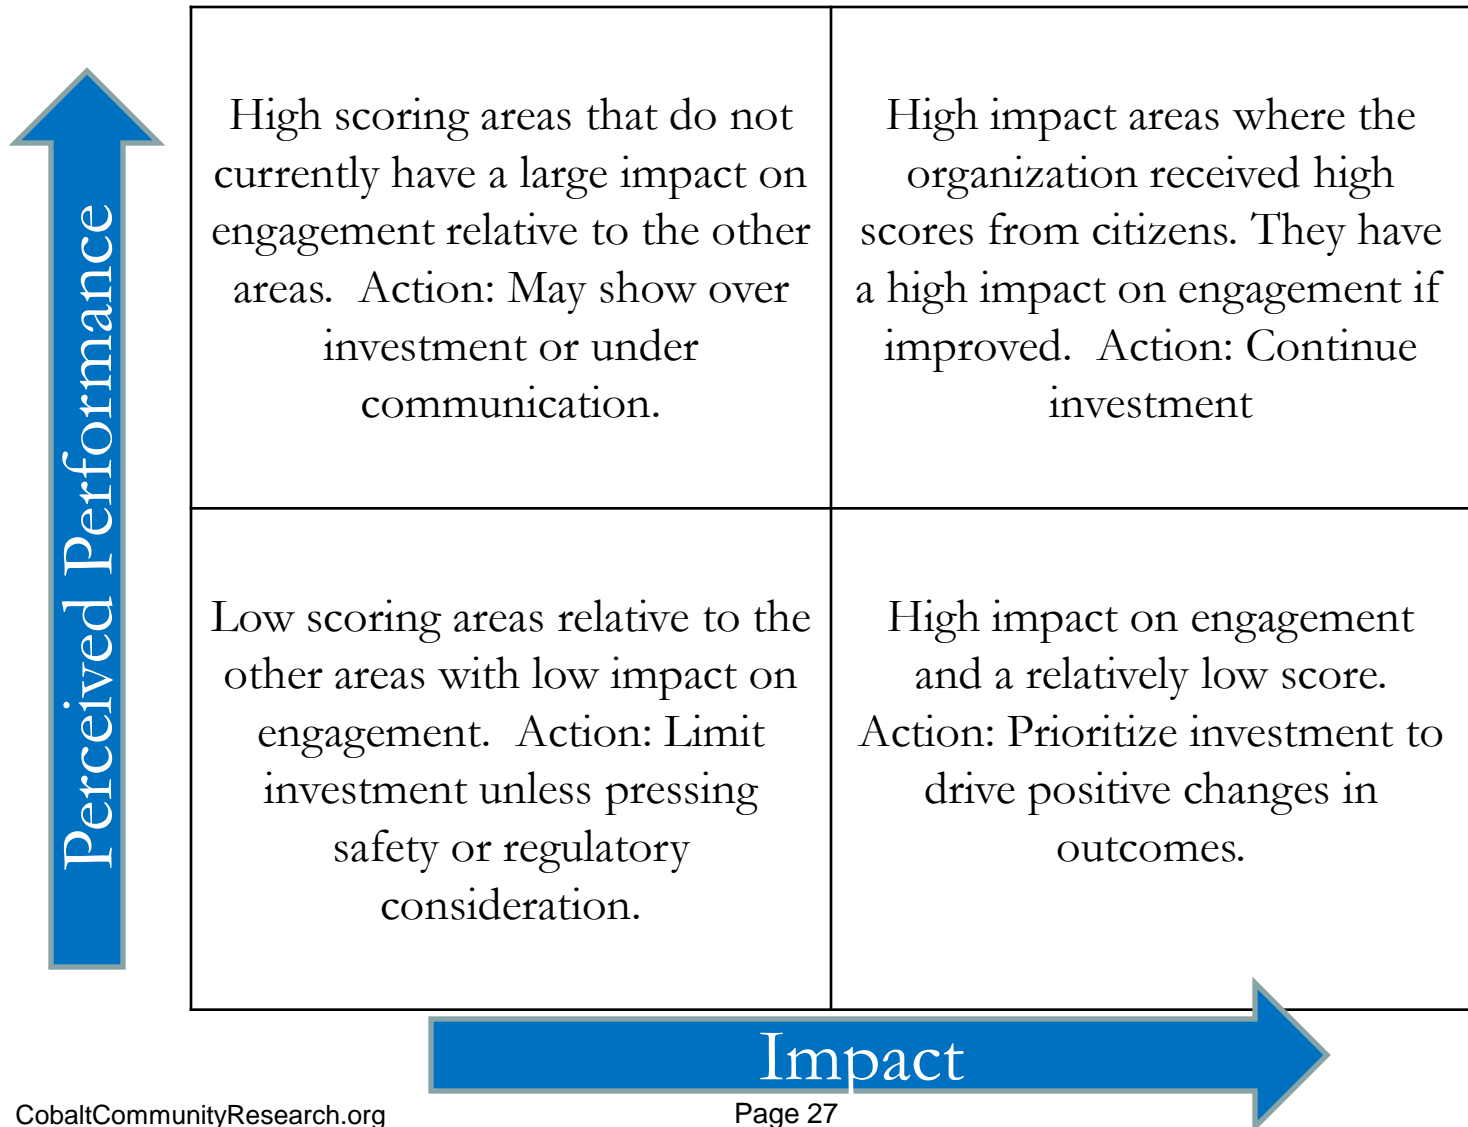 Perceived Performance
High scoring areas that do not
currently have a large impact on
engagement relative to the other
areas.  Action: May show over
investment or under
communication.
High impact areas where the
organization received high
scores from citizens. They have
a high impact on engagement if
improved.  Action: Continue
investment
Low scoring areas relative to the
other areas with low impact on
engagement.  Action: Limit
investment unless pressing
safety or regulatory
consideration.
High impact on engagement
and a relatively low score.
Action: Prioritize investment to
drive positive changes in
outcomes.
Impact
CobaltCommunityResearch.org
Page 27